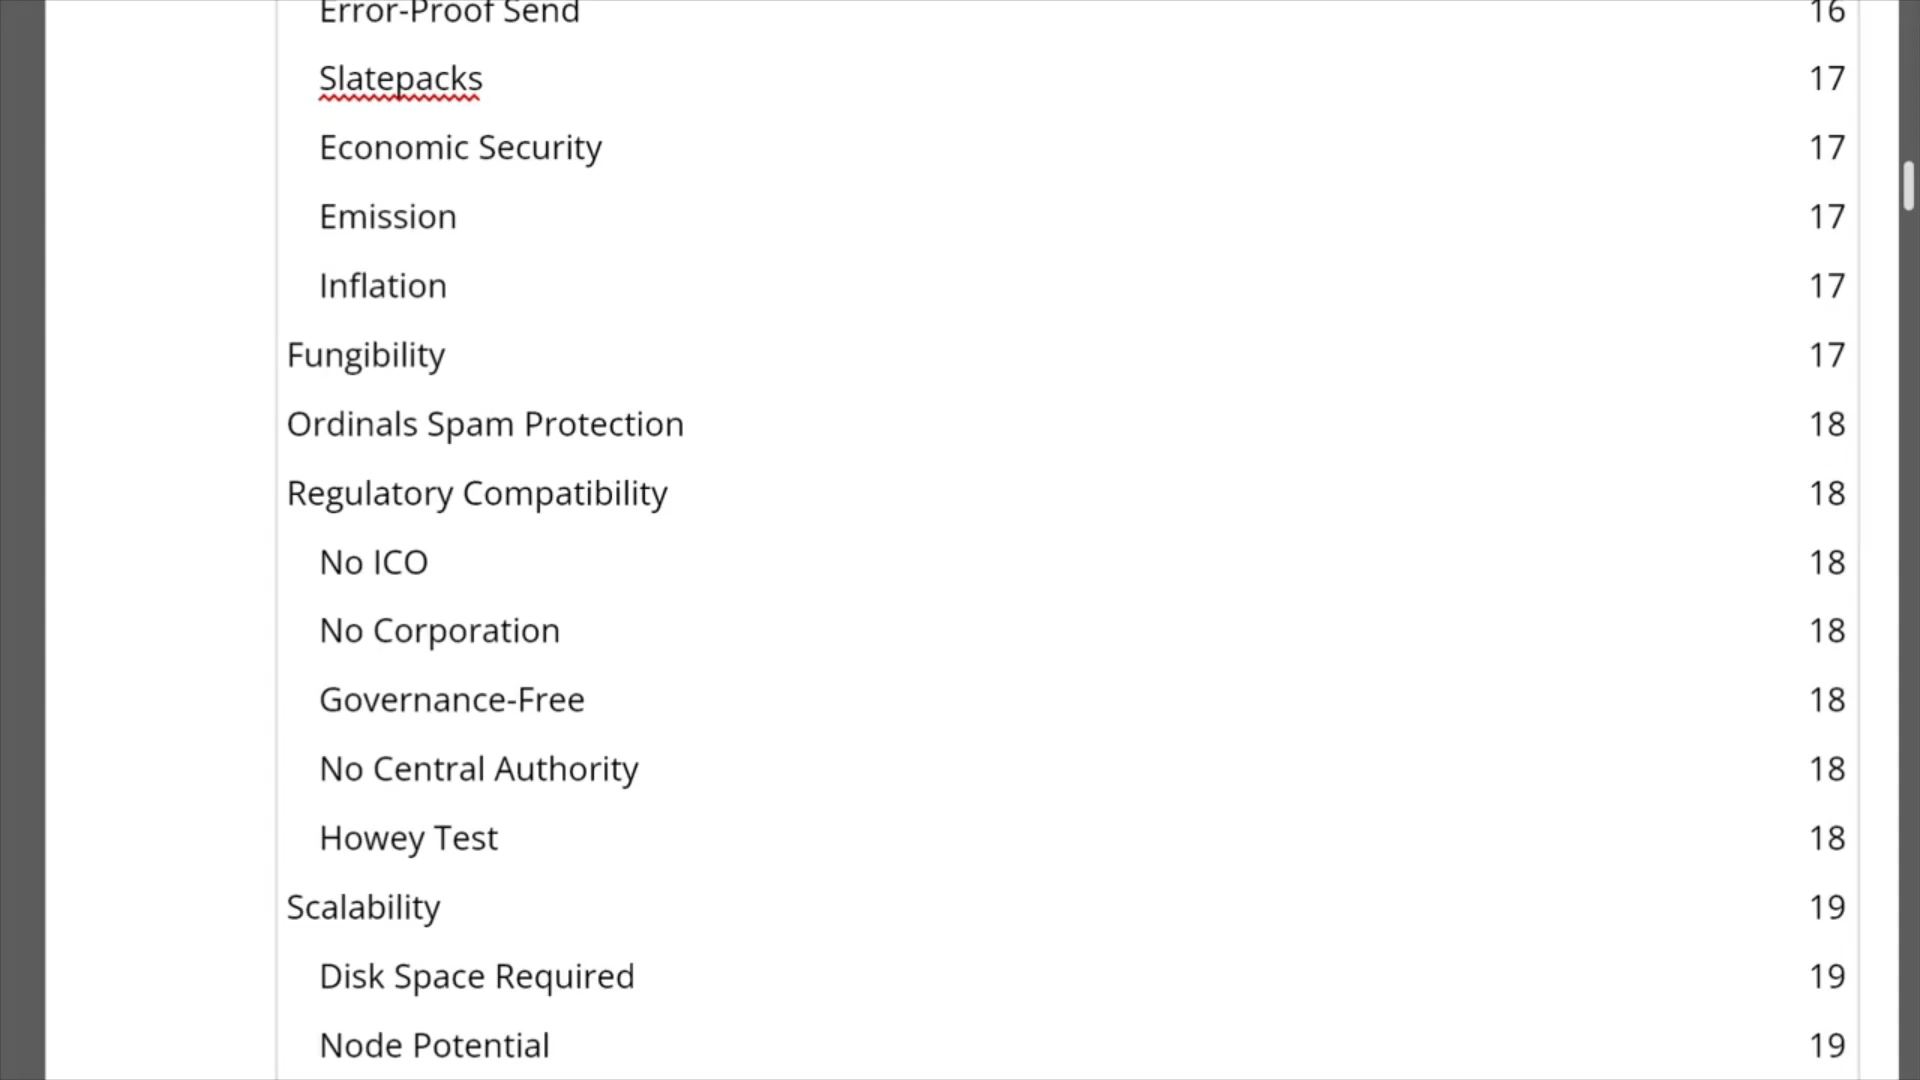 Error-Proof Send 16
Slatepacks 17
Economic Security 17
Emission 17
Inflation 17
Fungibility 17
Ordinals Spam Protection 18
Regulatory Compatibility 18
No ICO 18
No Corporation 18
Governance-Free 18
No Central Authority 18
Howey Test 18
Scalability 19
Disk Space Required 19
Node Potential 19